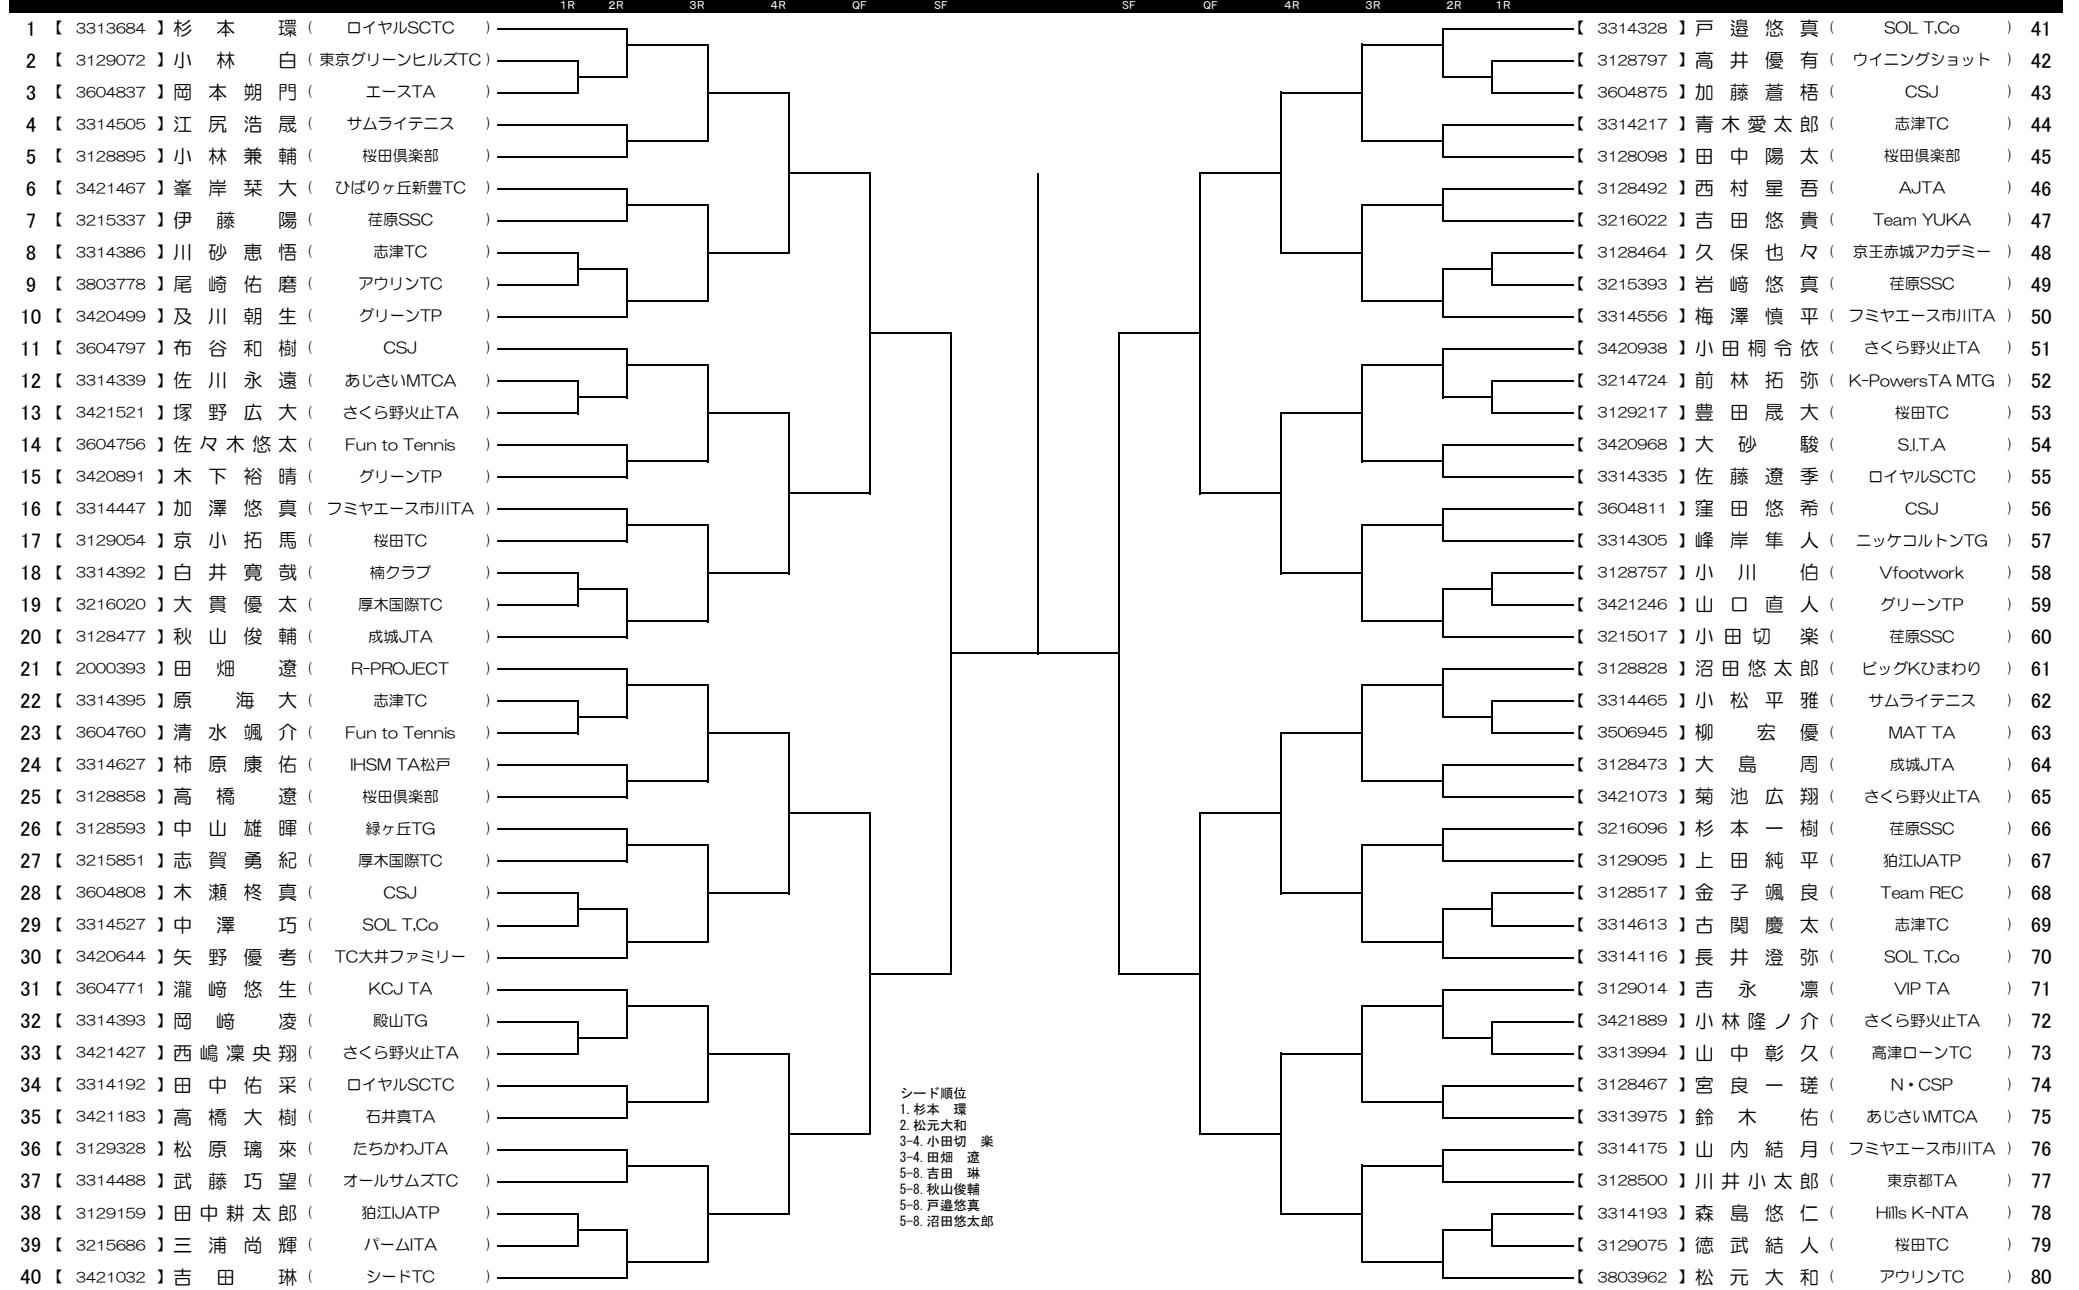 1R 2R 3R 4R QF SF SF QF 4R 3R 2R 1R
1 【 3313684 】 杉本 環 ( ロイヤルSCTC )
2 【 3129072 】 小林 白 ( 東京グリーンヒルズTC )
3 【 3604837 】 岡本朔門 ( エースTA )
4 【 3314505 】 江尻浩晟 ( サムライテニス )
5 【 3128895 】 小林兼輔 ( 桜田倶楽部 )
6 【 3421467 】 峯岸栞大 ( ひばりヶ丘新豊TC )
7 【 3215337 】 伊藤 陽 ( 荏原SSC )
8 【 3314386 】 川砂恵悟 ( 志津TC )
9 【 3803778 】 尾崎佑磨 ( アウリンTC )
10 【 3420499 】 及川朝生 ( グリーンTP )
11 【 3604797 】 布谷和樹 ( CSJ )
12 【 3314339 】 佐川永遠 ( あじさいMTCA )
13 【 3421521 】 塚野広大 ( さくら野火止TA )
14 【 3604756 】 佐々木悠太 ( Fun to Tennis )
15 【 3420891 】 木下裕晴 ( グリーンTP )
16 【 3314447 】 加澤悠真 ( フミヤエース市川TA )
17 【 3129054 】 京小拓馬 ( 桜田TC )
18 【 3314392 】 白井寛哉 ( 楠クラブ )
19 【 3216020 】 大貫優太 ( 厚木国際TC )
20 【 3128477 】 秋山俊輔 ( 成城JTA )
21 【 2000393 】 田畑 遼 ( R-PROJECT )
22 【 3314395 】 原 海大 ( 志津TC )
23 【 3604760 】 清水颯介 ( Fun to Tennis )
24 【 3314627 】 柿原康佑 ( IHSM TA松戸 )
25 【 3128858 】 高橋 遼 ( 桜田倶楽部 )
26 【 3128593 】 中山雄暉 ( 緑ヶ丘TG )
27 【 3215851 】 志賀勇紀 ( 厚木国際TC )
28 【 3604808 】 木瀬柊真 ( CSJ )
29 【 3314527 】 中澤 巧 ( SOL T,Co )
30 【 3420644 】 矢野優考 ( TC大井ファミリー )
31 【 3604771 】 瀧﨑悠生 ( KCJ TA )
32 【 3314393 】 岡﨑 凌 ( 殿山TG )
33 【 3421427 】 西嶋凜央翔 ( さくら野火止TA )
34 【 3314192 】 田中佑采 ( ロイヤルSCTC )
35 【 3421183 】 高橋大樹 ( 石井真TA )
36 【 3129328 】 松原璃來 ( たちかわJTA )
37 【 3314488 】 武藤巧望 ( オールサムズTC )
38 【 3129159 】 田中耕太郎 ( 狛江IJATP )
39 【 3215686 】 三浦尚輝 ( パームITA )
40 【 3421032 】 吉田 琳 ( シードTC )
シード順位
1. 杉本 環
2. 松元大和
3-4. 小田切 楽
3-4. 田畑 遼
5-8. 吉田 琳
5-8. 秋山俊輔
5-8. 戸邉悠真
5-8. 沼田悠太郎
【 3314328 】 戸邉悠真 ( SOL T,Co ) 41
【 3128797 】 高井優有 ( ウイニングショット ) 42
【 3604875 】 加藤蒼梧 ( CSJ ) 43
【 3314217 】 青木愛太郎 ( 志津TC ) 44
【 3128098 】 田中陽太 ( 桜田倶楽部 ) 45
【 3128492 】 西村星吾 ( AJTA ) 46
【 3216022 】 吉田悠貴 ( Team YUKA ) 47
【 3128464 】 久保也々 ( 京王赤城アカデミー ) 48
【 3215393 】 岩﨑悠真 ( 荏原SSC ) 49
【 3314556 】 梅澤慎平 ( フミヤエース市川TA ) 50
【 3420938 】 小田桐令依 ( さくら野火止TA ) 51
【 3214724 】 前林拓弥 ( K-PowersTA MTG ) 52
【 3129217 】 豊田晟大 ( 桜田TC ) 53
【 3420968 】 大砂 駿 ( S.I.T.A ) 54
【 3314335 】 佐藤遼季 ( ロイヤルSCTC ) 55
【 3604811 】 窪田悠希 ( CSJ ) 56
【 3314305 】 峰岸隼人 ( ニッケコルトンTG ) 57
【 3128757 】 小川 伯 ( Vfootwork ) 58
【 3421246 】 山口直人 ( グリーンTP ) 59
【 3215017 】 小田切 楽 ( 荏原SSC ) 60
【 3128828 】 沼田悠太郎 ( ビッグKひまわり ) 61
【 3314465 】 小松平雅 ( サムライテニス ) 62
【 3506945 】 柳 宏優 ( MAT TA ) 63
【 3128473 】 大島 周 ( 成城JTA ) 64
【 3421073 】 菊池広翔 ( さくら野火止TA ) 65
【 3216096 】 杉本一樹 ( 荏原SSC ) 66
【 3129095 】 上田純平 ( 狛江IJATP ) 67
【 3128517 】 金子颯良 ( Team REC ) 68
【 3314613 】 古関慶太 ( 志津TC ) 69
【 3314116 】 長井澄弥 ( SOL T,Co ) 70
【 3129014 】 吉永 凛 ( VIP TA ) 71
【 3421889 】 小林隆ノ介 ( さくら野火止TA ) 72
【 3313994 】 山中彰久 ( 高津ローンTC ) 73
【 3128467 】 宮良一瑳 ( N・CSP ) 74
【 3313975 】 鈴木 佑 ( あじさいMTCA ) 75
【 3314175 】 山内結月 ( フミヤエース市川TA ) 76
【 3128500 】 川井小太郎 ( 東京都TA ) 77
【 3314193 】 森島悠仁 ( Hills K-NTA ) 78
【 3129075 】 徳武結人 ( 桜田TC ) 79
【 3803962 】 松元大和 ( アウリンTC ) 80